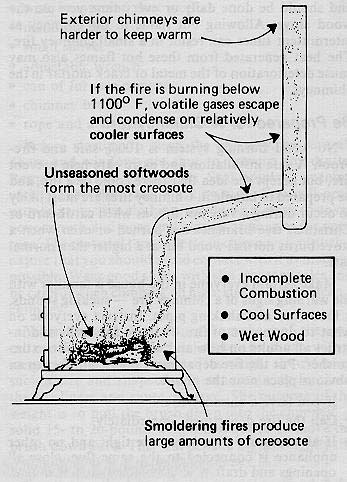 Exterior chimneys are
harder to keep warm
If the fire is burning below
1100° F, volatile gases escape
and condense on relatively
cooler surfaces
Unseasoned softwoods
form the most creosote
• Incomplete
Combustion
• Cool Surfaces
• Wet Wood
Smoldering fires produce
large amounts of creosote